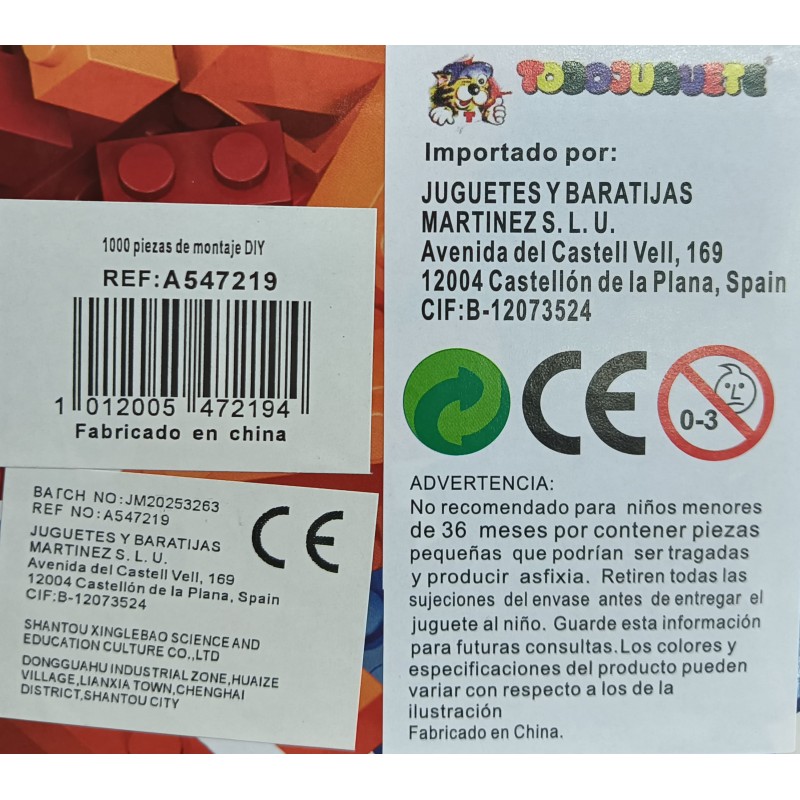 1000 piezas de montaje DIY
REF:A547219
1 012005 472194
Fabricado en china
BATCH NO:JM20253263
REF NO:A547219
JUGUETES Y BARATIJAS
MARTINEZ S. L. U.
Avenida del Castell Vell, 169
12004 Castellón de la Plana, Spain
CIF:B-12073524
CE
SHANTOU XINGLEBAO SCIENCE AND
EDUCATION CULTURE CO.,LTD
DONGGUAHU INDUSTRIAL ZONE,HUAIZE
VILLAGE,LIANXIA TOWN,CHENGHAI
DISTRICT,SHANTOU CITY
T
TODOJUGUETE
Importado por:
JUGUETES Y BARATIJAS
MARTINEZ S. L. U.
Avenida del Castell Vell, 169
12004 Castellón de la Plana, Spain
CIF:B-12073524
CE
0-3
ADVERTENCIA:
No recomendado para niños menores
de 36 meses por contener piezas
pequeñas que podrían ser tragadas
y producir asfixia. Retiren todas las
sujeciones del envase antes de entregar el
juguete al niño. Guarde esta información
para futuras consultas.Los colores y
especificaciones del producto pueden
variar con respecto a los de la
ilustración
Fabricado en China.